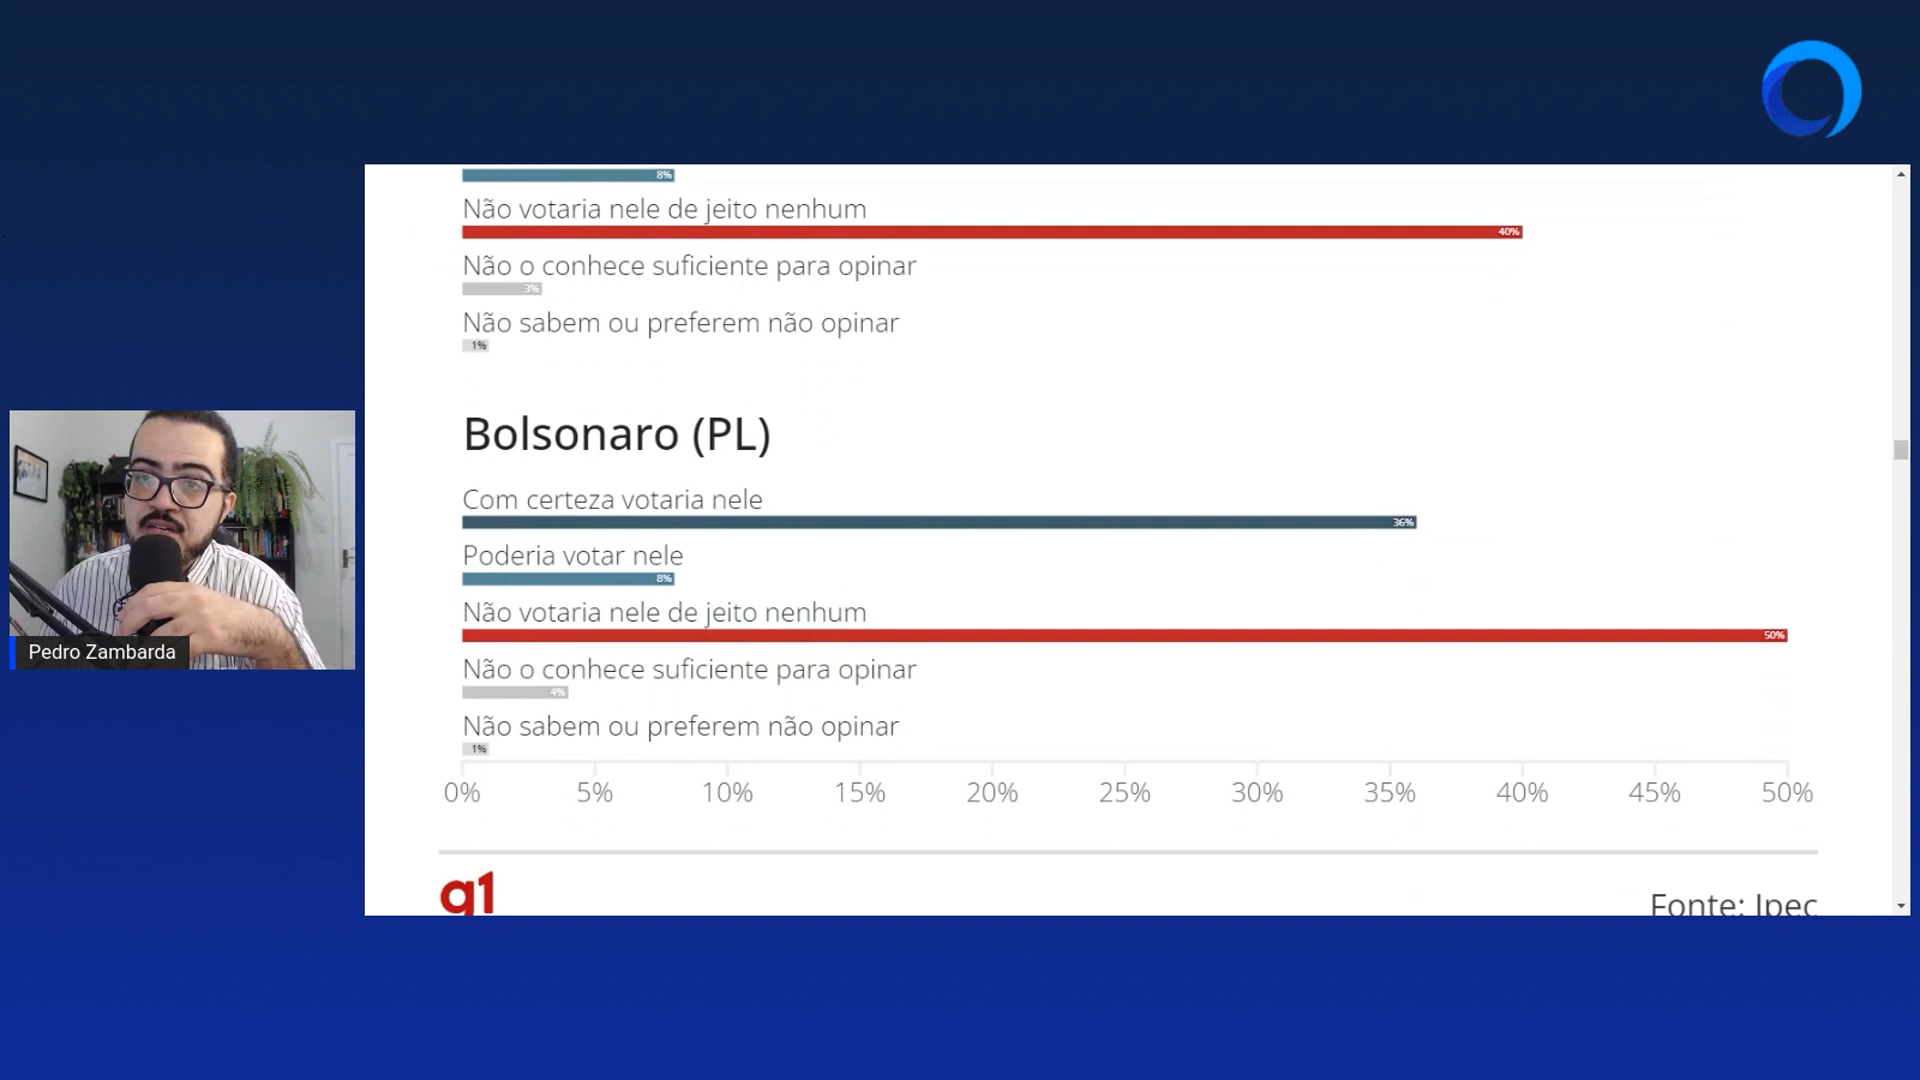 8%
Não votaria nele de jeito nenhum
40%
Não o conhece suficiente para opinar
3%
Não sabem ou preferem não opinar
1%
Bolsonaro (PL)
Com certeza votaria nele
36%
Poderia votar nele
8%
Não votaria nele de jeito nenhum
50%
Não o conhece suficiente para opinar
4%
Não sabem ou preferem não opinar
1%
0% 5% 10% 15% 20% 25% 30% 35% 40% 45% 50%
g1
Fonte: Ipec
Pedro Zambarda